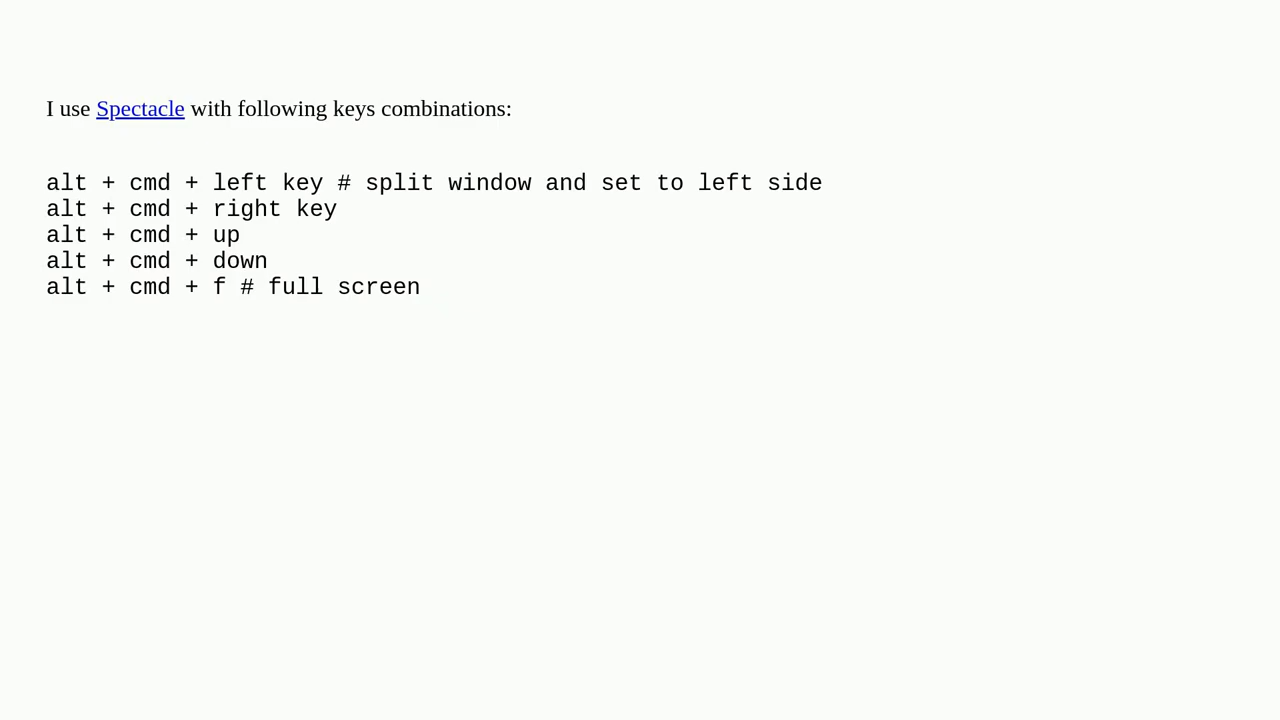 I use Spectacle with following keys combinations:
alt + cmd + left key # split window and set to left side
alt + cmd + right key
alt + cmd + up
alt + cmd + down
alt + cmd + f # full screen